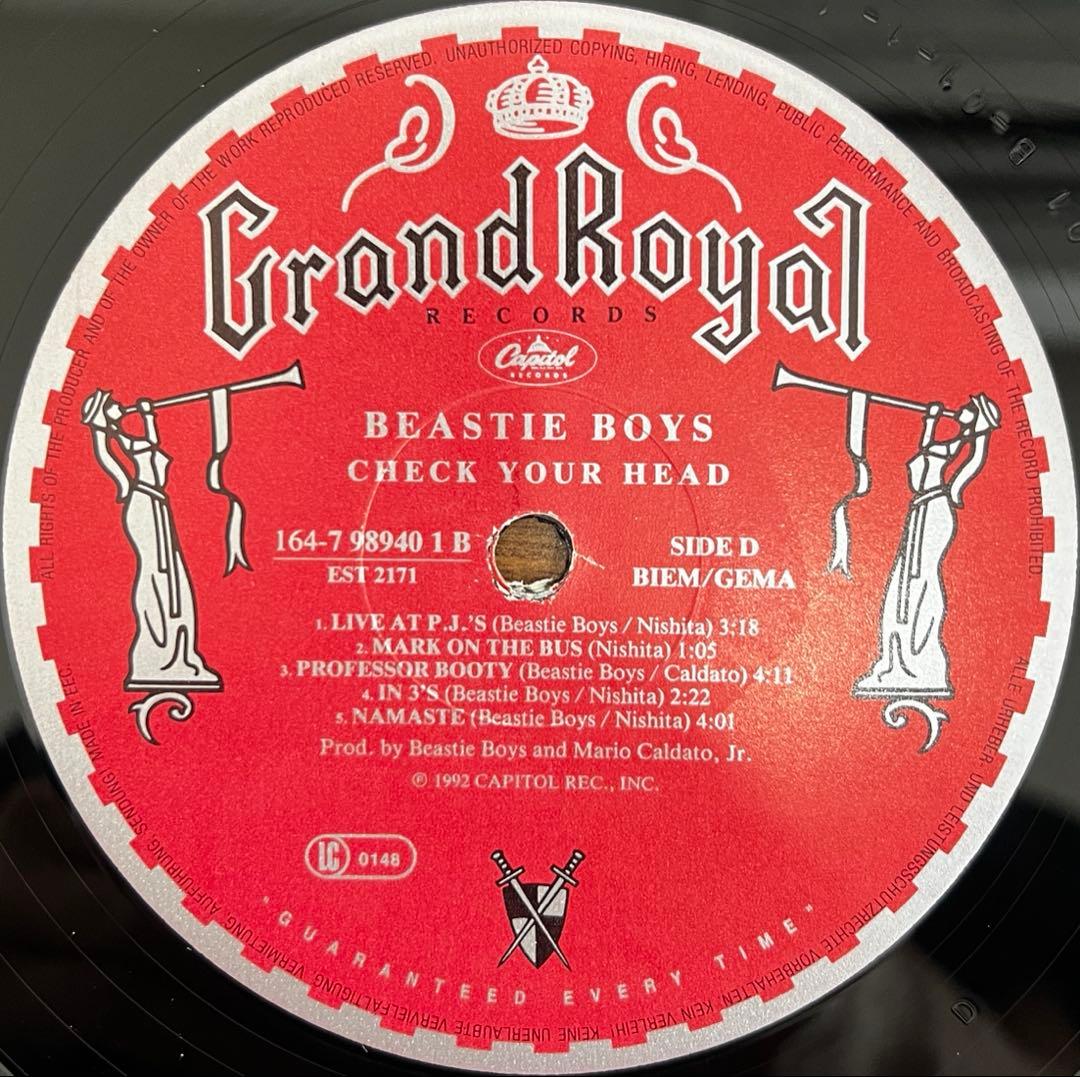 ALL RIGHTS OF THE PRODUCER AND OF THE OWNER OF THE WORK REPRODUCED RESERVED. UNAUTHORIZED COPYING, HIRING, LENDING, PUBLIC PERFORMANCE AND BROADCASTING OF THE RECORD PROHIBITED.
Grand Royal
RECORDS
Capitol
RECORDS
BEASTIE BOYS
CHECK YOUR HEAD
164-7 98940 1 B
EST 2171
SIDE D
BIEM/GEMA
1. LIVE AT P.J.'S (Beastie Boys / Nishita) 3:18
2. MARK ON THE BUS (Nishita) 1:05
3. PROFESSOR BOOTY (Beastie Boys / Caldato) 4:11
4. IN 3'S (Beastie Boys / Nishita) 2:22
5. NAMASTE (Beastie Boys / Nishita) 4:01
Prod. by Beastie Boys and Mario Caldato, Jr.
℗ 1992 CAPITOL REC., INC.
LC 0148
"GUARANTEED EVERY TIME"
ALLE URHEBER- UND LEISTUNGSSCHUTZRECHTE VORBEHALTEN. KEIN VERLEIH! KEINE UNERLAUBTE VERVIELFÄLTIGUNG, VERMIETUNG, AUFFÜHRUNG, SENDUNG! MADE IN EEC.
D